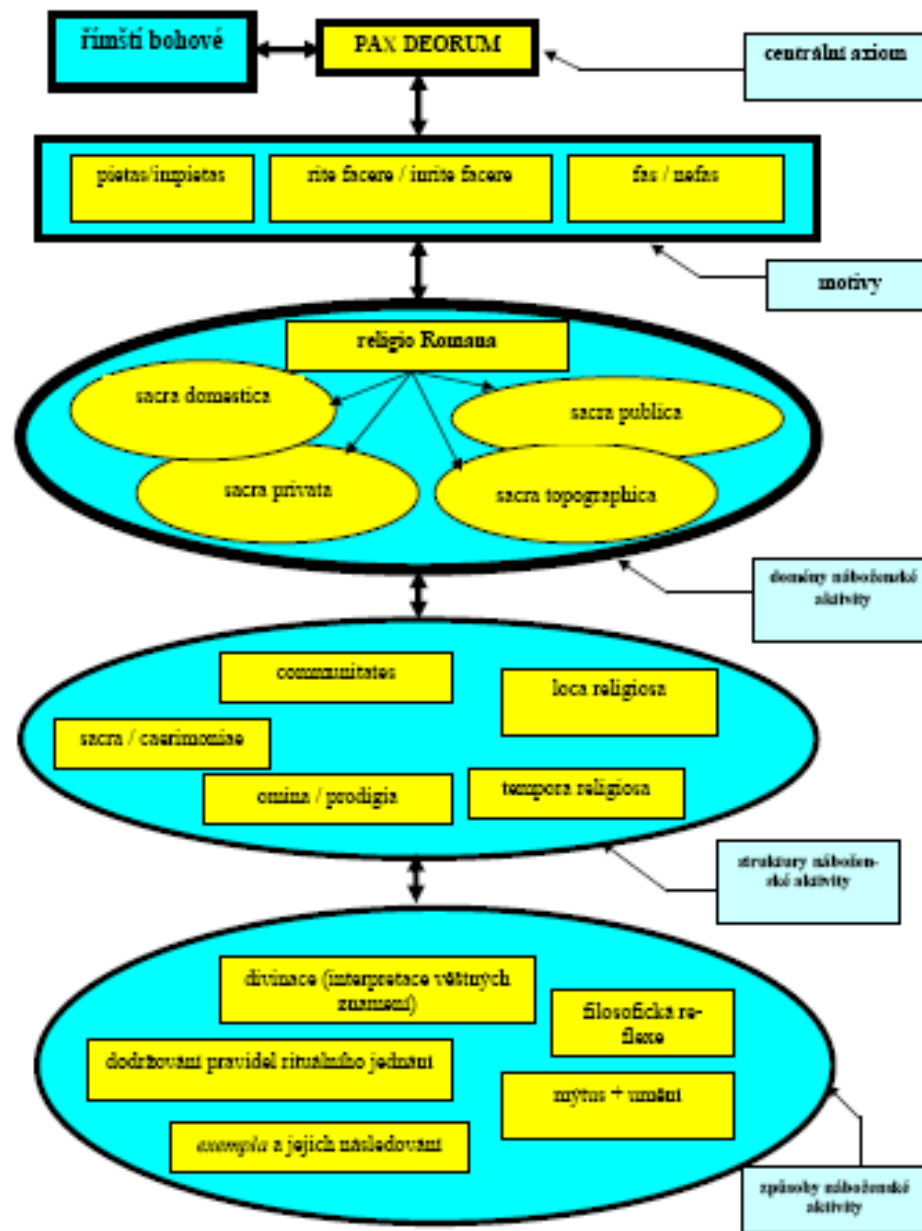 římští bohové
PAX DEORUM
centrální axiom
pietas/impietas
rite facere / inrite facere
fas / nefas
motivy
religio Romana
sacra domestica
sacra publica
sacra privata
sacra topographica
domény náboženské
aktivity
communitates
loca religiosa
sacra / caerimoniae
omina / prodigia
tempora religiosa
struktury nábožen-
ské aktivity
divinace (interpretace věštných
znamení)
filosofická re-
flexe
dodržování pravidel rituálního jednání
mýtus + umění
exempla a jejich následování
způsoby náboženské
aktivity